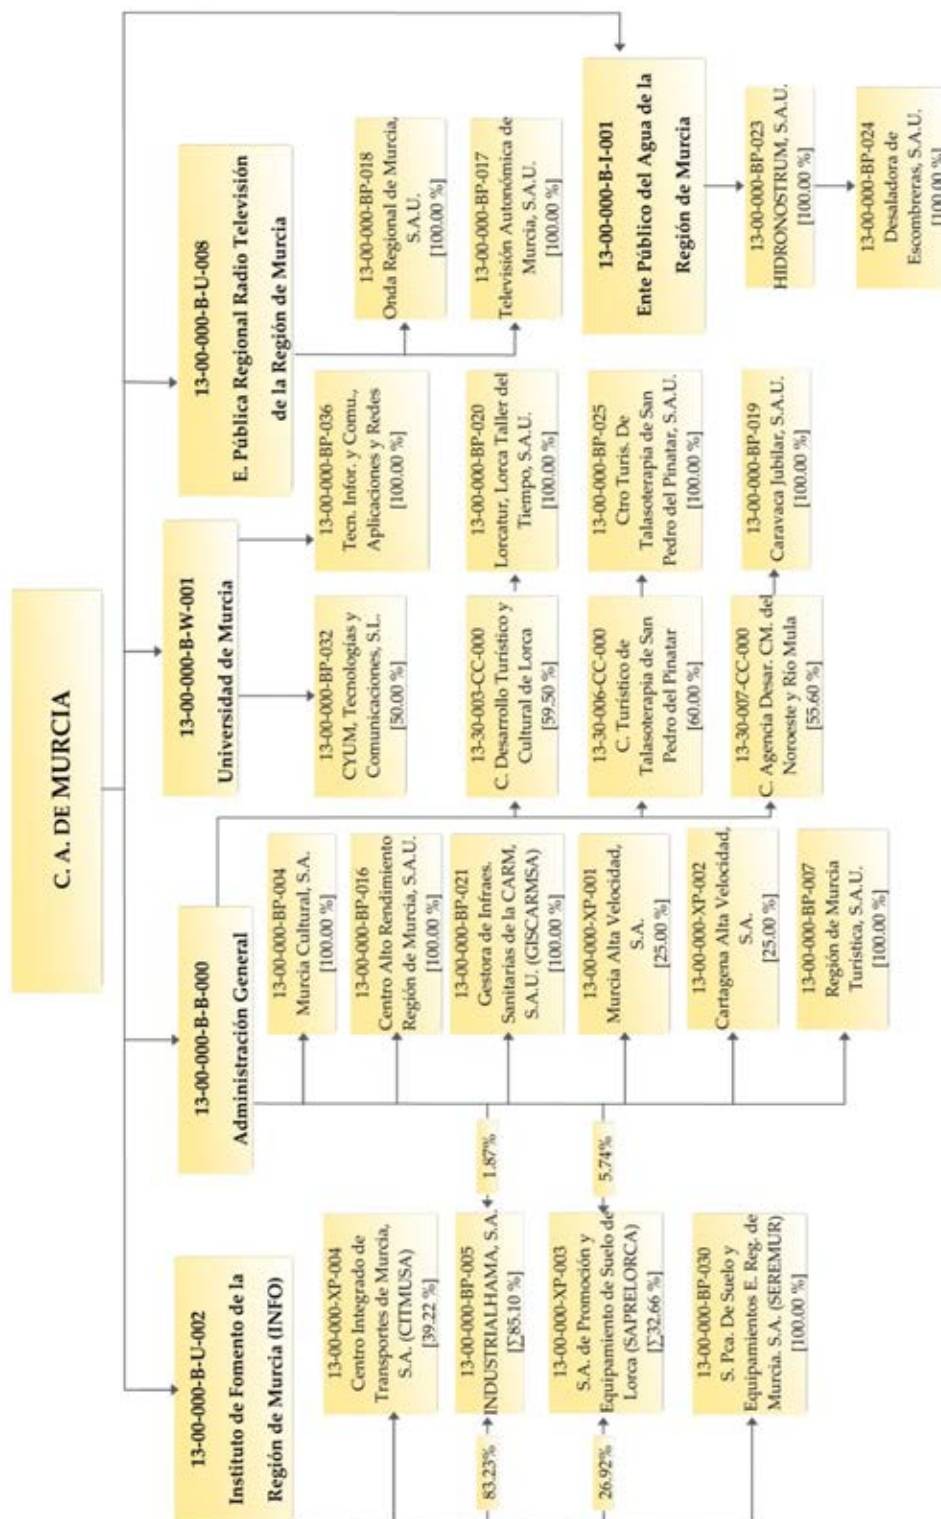 C. A. DE MURCIA
13-00-000-B-U-002
Instituto de Fomento de la
Región de Murcia (INFO)
13-00-000-B-B-000
Administración General
13-00-000-B-W-001
Universidad de Murcia
13-00-000-B-U-008
E. Pública Regional Radio Televisión
de la Región de Murcia
13-00-000-XP-004
Centro Integrado de
Transportes de Murcia,
S.A. (CITMUSA)
[39.22 %]
83.23%
13-00-000-BP-005
INDUSTRIALHAMA, S.A.
[∑85.10 %]
1.87%
26.92%
13-00-000-XP-003
S.A. de Promoción y
Equipamiento de Suelo de
Lorca (SAPRELORCA)
[∑32.66 %]
5.74%
13-00-000-BP-030
S. Pca. De Suelo y
Equipamientos E. Reg. de
Murcia. S.A. (SEREMUR)
[100.00 %]
13-00-000-BP-004
Murcia Cultural, S.A.
[100.00 %]
13-00-000-BP-016
Centro Alto Rendimiento
Región de Murcia, S.A.U.
[100.00 %]
13-00-000-BP-021
Gestora de Infraes.
Sanitarias de la CARM,
S.A.U. (GISCARMSA)
[100.00 %]
13-00-000-XP-001
Murcia Alta Velocidad,
S.A.
[25.00 %]
13-00-000-XP-002
Cartagena Alta Velocidad,
S.A.
[25.00 %]
13-00-000-BP-007
Región de Murcia
Turística, S.A.U.
[100.00 %]
13-00-000-BP-032
CYUM, Tecnologías y
Comunicaciones, S.L.
[50.00 %]
13-00-000-BP-036
Tecn. Infor. y Comu.,
Aplicaciones y Redes
[100.00 %]
13-30-003-CC-000
C. Desarrollo Turístico y
Cultural de Lorca
[59.50 %]
13-00-000-BP-020
Lorcatur, Lorca Taller del
Tiempo, S.A.U.
[100.00 %]
13-30-006-CC-000
C. Turístico de
Talasoterapia de San
Pedro del Pinatar
[60.00 %]
13-00-000-BP-025
Ctro Turis. De
Talasoterapia de San
Pedro del Pinatar, S.A.U.
[100.00 %]
13-30-007-CC-000
C. Agencia Desar. CM. del
Noroeste y Río Mula
[55.60 %]
13-00-000-BP-019
Caravaca Jubilar, S.A.U.
[100.00 %]
13-00-000-BP-018
Onda Regional de Murcia,
S.A.U.
[100.00 %]
13-00-000-BP-017
Televisión Autonómica de
Murcia, S.A.U.
[100.00 %]
13-00-000-B-I-001
Ente Público del Agua de la
Región de Murcia
13-00-000-BP-023
HIDRONOSTRUM, S.A.U.
[100.00 %]
13-00-000-BP-024
Desaladora de
Escombreras, S.A.U.
[100.00 %]